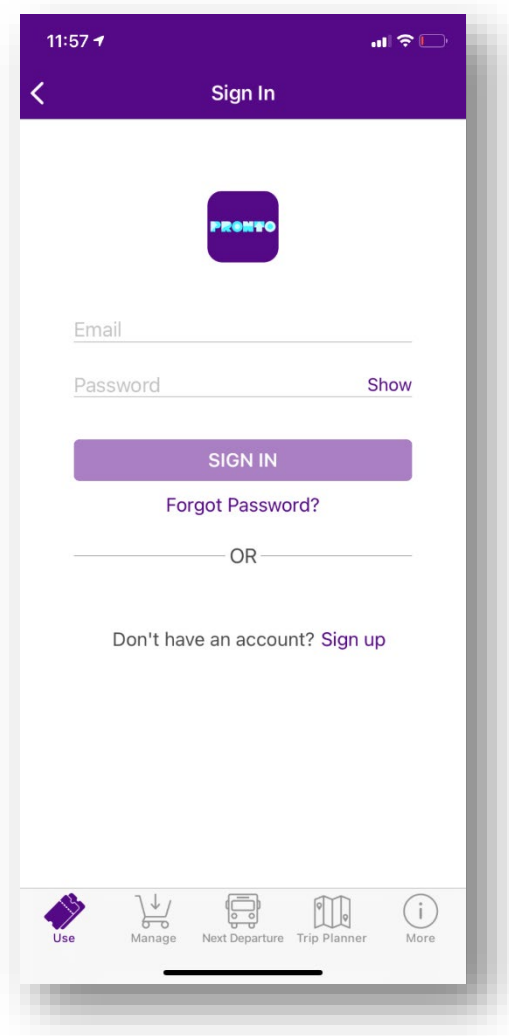 11:57
Sign In
PRONTO
Email
Password Show
SIGN IN
Forgot Password?
OR
Don't have an account? Sign up
Use Manage Next Departure Trip Planner More